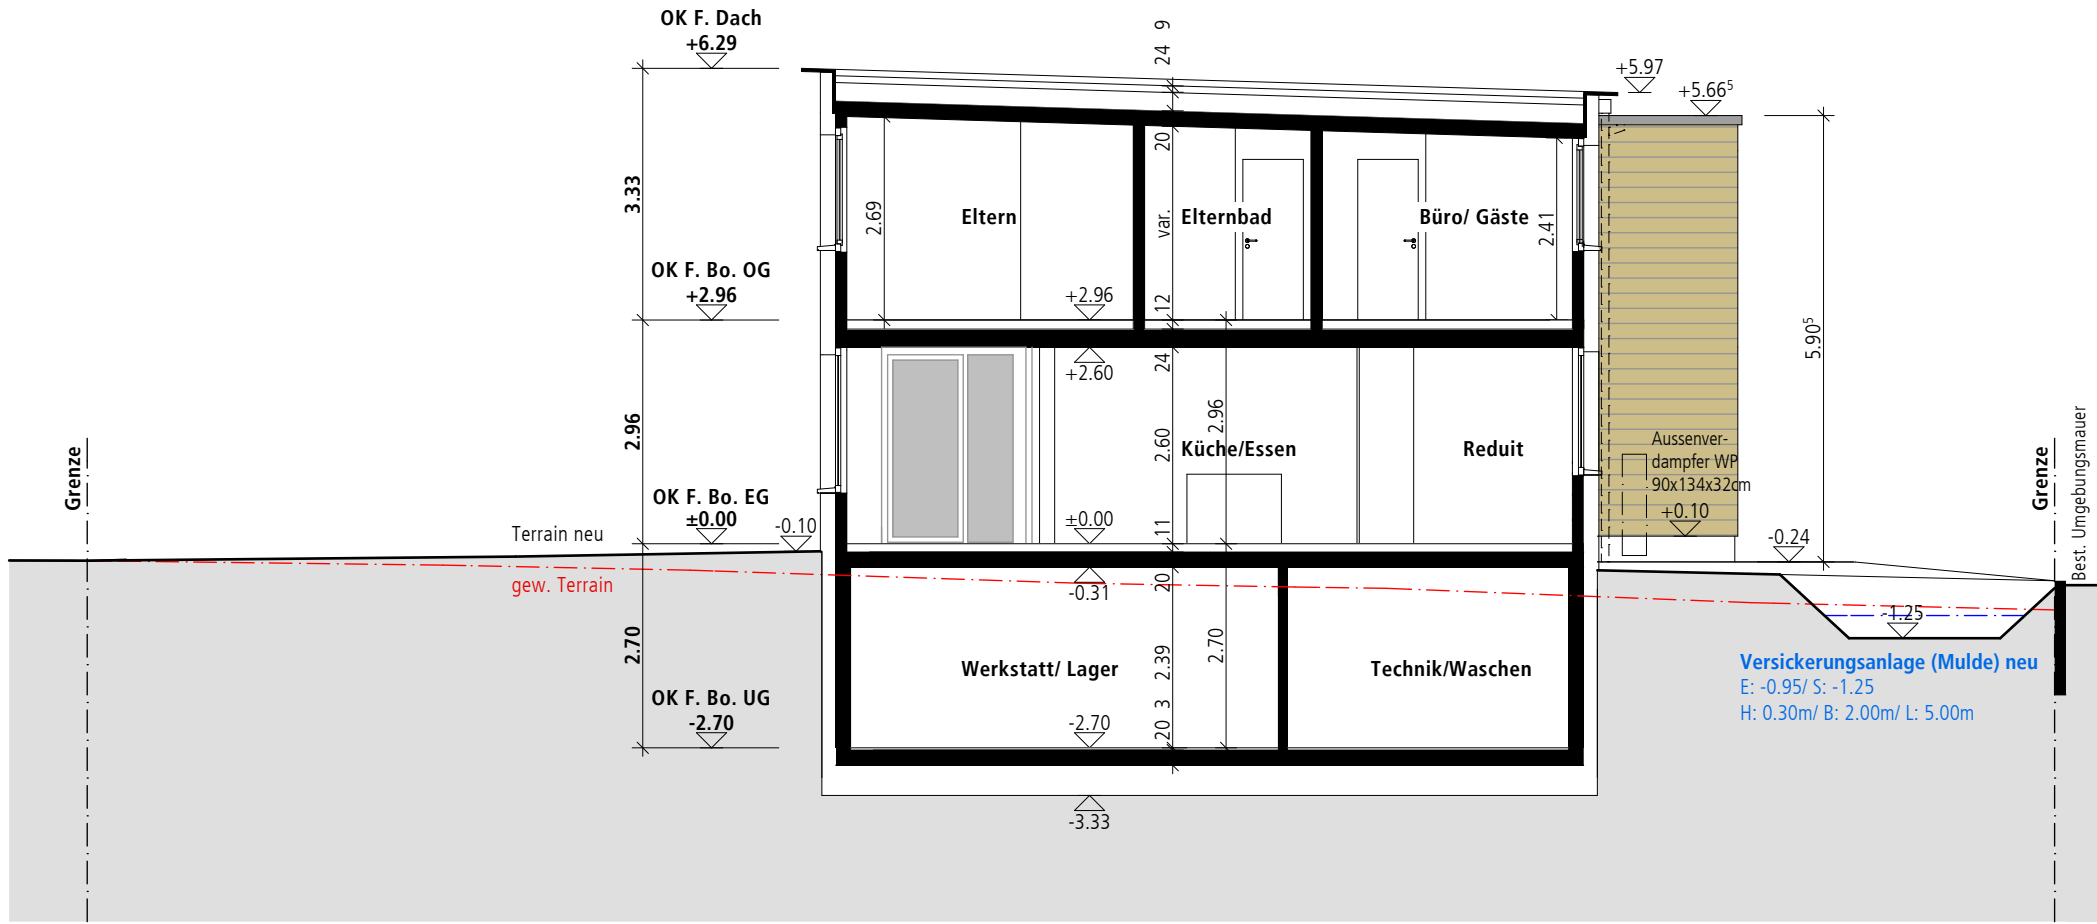 OK F. Dach
+6.29
9
24
+5.97
+5.66⁵
3.33
2.69
Eltern
20
var.
Elternbad
Büro/ Gäste
2.41
OK F. Bo. OG
+2.96
+2.96
12
5.90⁵
+2.60
24
2.96
2.96
2.60
Küche/Essen
Reduit
Aussenver-
dampfer WP
90x134x32cm
+0.10
Grenze
Grenze
Best. Umgebungsmauer
OK F. Bo. EG
±0.00
-0.10
±0.00
11
-0.24
Terrain neu
gew. Terrain
-0.31
20
-1.25
2.70
Werkstatt/ Lager
2.39
2.70
Technik/Waschen
Versickerungsanlage (Mulde) neu
E: -0.95/ S: -1.25
H: 0.30m/ B: 2.00m/ L: 5.00m
OK F. Bo. UG
-2.70
-2.70
3
20
-3.33